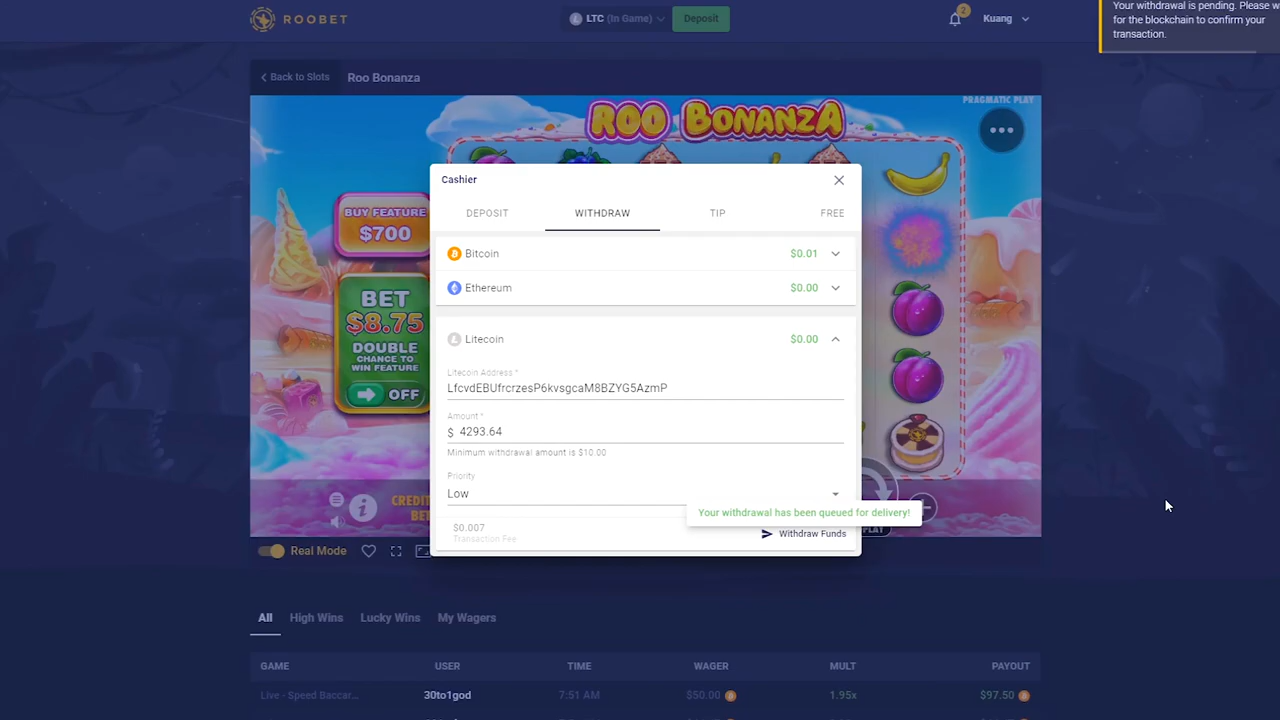 ROOBET
LTC (In Game)
Deposit
2
Kuang
Your withdrawal is pending. Please w
for the blockchain to confirm your
transaction.
Back to Slots
Roo Bonanza
PRAGMATIC PLAY
ROO BONANZA
BUY FEATURE
$700
BET
$8.75
DOUBLE
CHANCE TO
WIN FEATURE
OFF
Cashier
DEPOSIT
WITHDRAW
TIP
FREE
Bitcoin
$0.01
Ethereum
$0.00
Litecoin
$0.00
Litecoin Address *
LfcvdEBUfrcrzesP6kvsgcaM8BZYG5AzmP
Amount *
$ 4293.64
Minimum withdrawal amount is $10.00
Priority
Low
Your withdrawal has been queued for delivery!
$0.007
Transaction Fee
Withdraw Funds
CREDIT
BET
PLAY
Real Mode
All
High Wins
Lucky Wins
My Wagers
GAME
USER
TIME
WAGER
MULT
PAYOUT
Live - Speed Baccar...
30to1god
7:51 AM
$50.00
1.95x
$97.50